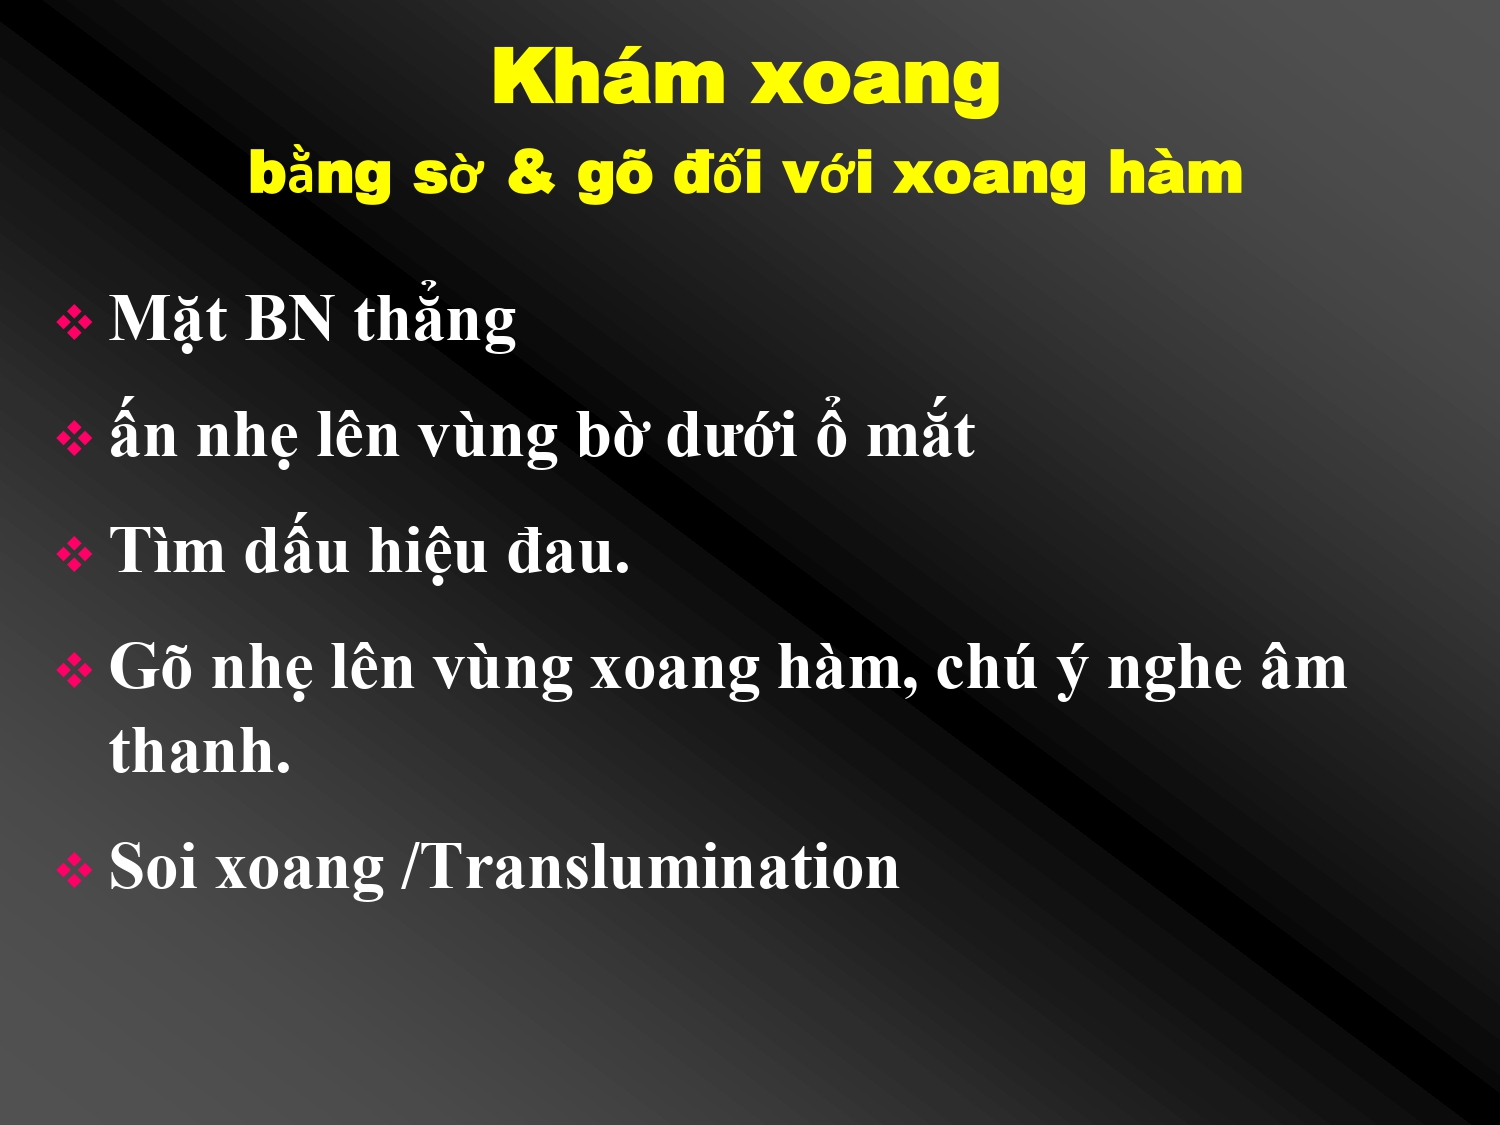 Khám xoang
bằng sờ & gõ đối với xoang hàm
❖ Mặt BN thẳng
❖ ấn nhẹ lên vùng bờ dưới ổ mắt
❖ Tìm dấu hiệu đau.
❖ Gõ nhẹ lên vùng xoang hàm, chú ý nghe âm
thanh.
❖ Soi xoang /Translumination